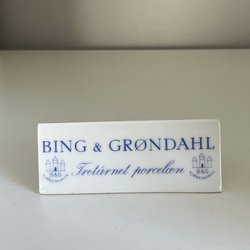 BING & GRØNDAHL
Tretårnet porcelæn
B&G
B&G